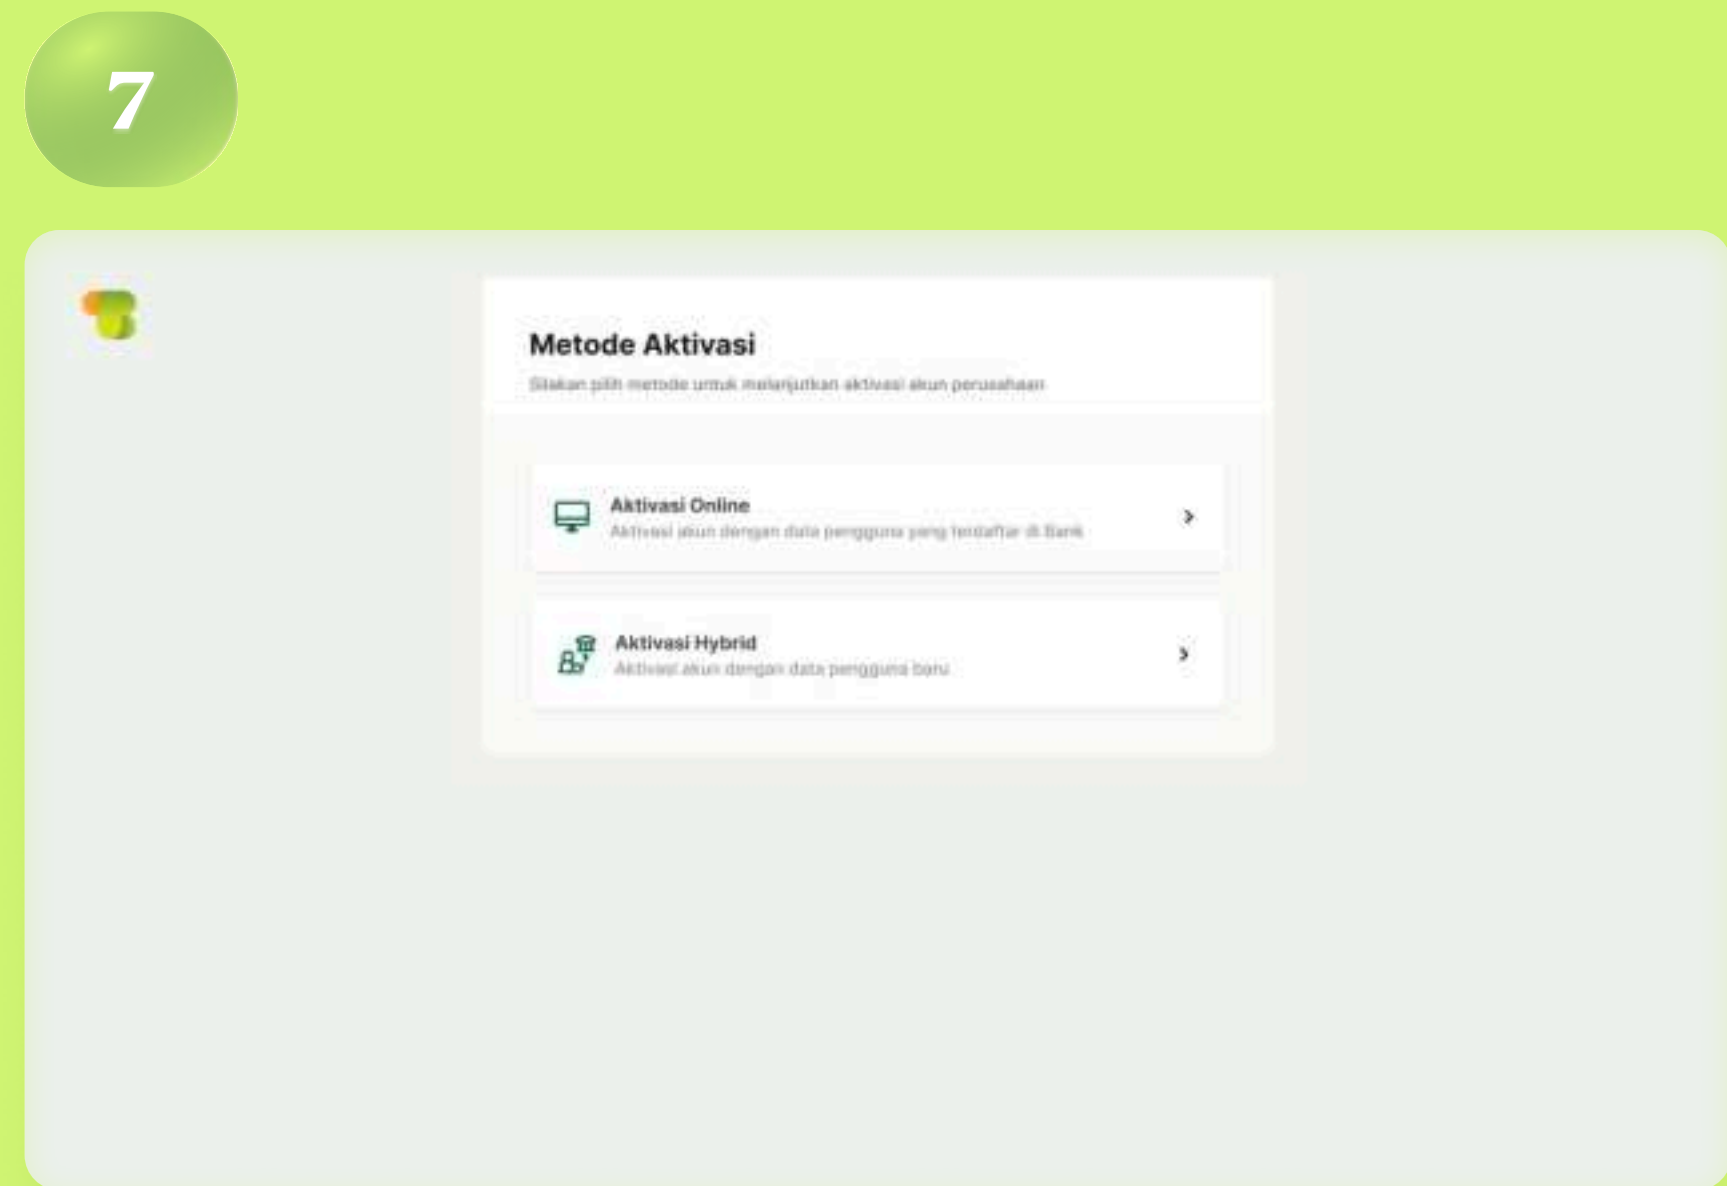 7
Metode Aktivasi
Silakan pilih metode untuk melanjutkan aktivasi akun perusahaan
Aktivasi Online
Aktivasi akun dengan data pengguna yang terdaftar di Bank
Aktivasi Hybrid
Aktivasi akun dengan data pengguna baru